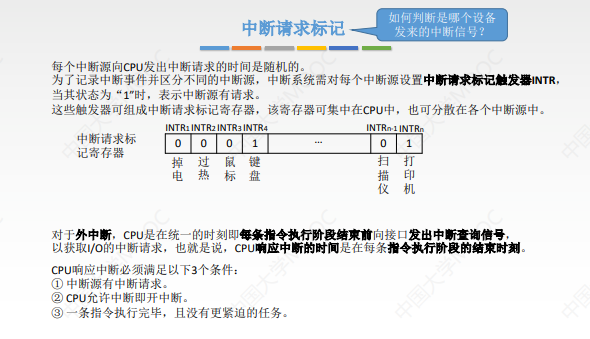 中断请求标记
如何判断是哪个设备
发来的中断信号？
每个中断源向CPU发出中断请求的时间是随机的。
为了记录中断事件并区分不同的中断源，中断系统需对每个中断源设置中断请求标记触发器INTR，
当其状态为“1”时，表示中断源有请求。
这些触发器可组成中断请求标记寄存器，该寄存器可集中在CPU中，也可分散在各个中断源中。
INTR₁ INTR₂ INTR₃ INTR₄ INTRₙ₋₁ INTRₙ
中断请求标
记寄存器
0 0 0 1 ... 0 1
掉电 过热 鼠标 键盘 扫描仪 打印机
对于外中断，CPU是在统一的时刻即每条指令执行阶段结束前向接口发出中断查询信号，
以获取I/O的中断请求，也就是说，CPU响应中断的时间是在每条指令执行阶段的结束时刻。
CPU响应中断必须满足以下3个条件：
① 中断源有中断请求。
② CPU允许中断即开中断。
③ 一条指令执行完毕，且没有更紧迫的任务。